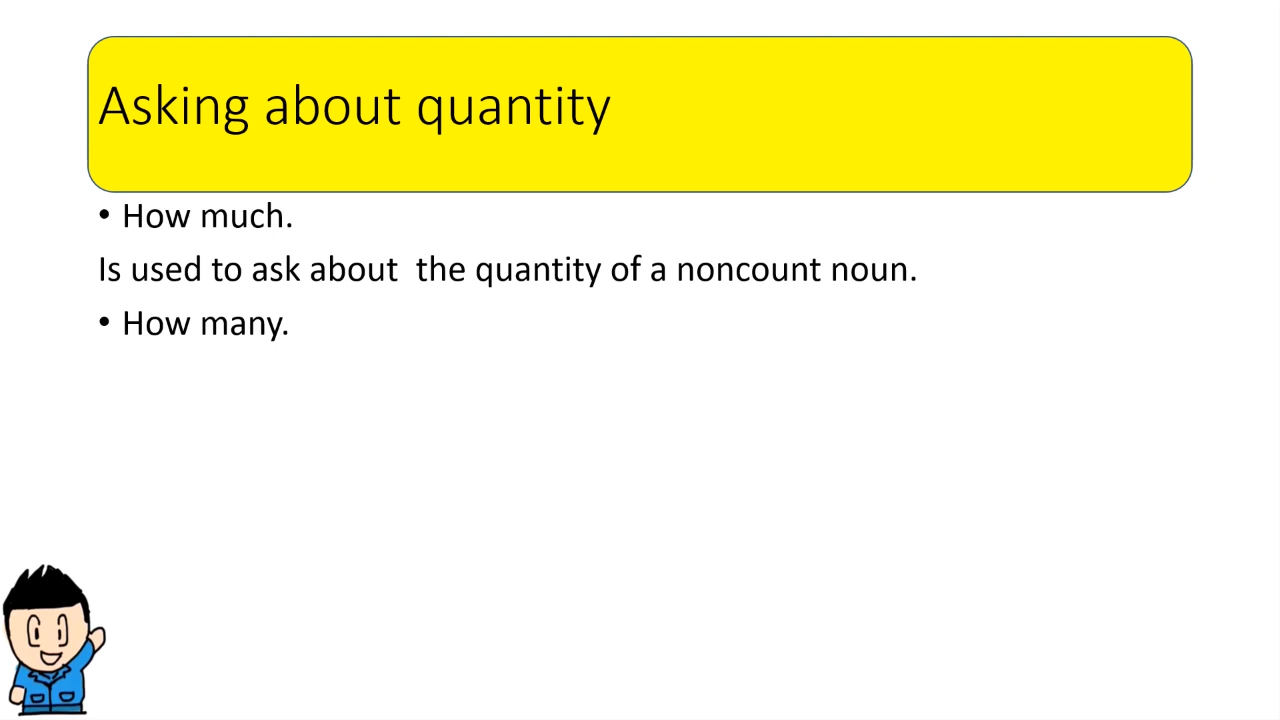 Asking about quantity
• How much.
Is used to ask about  the quantity of a noncount noun.
• How many.